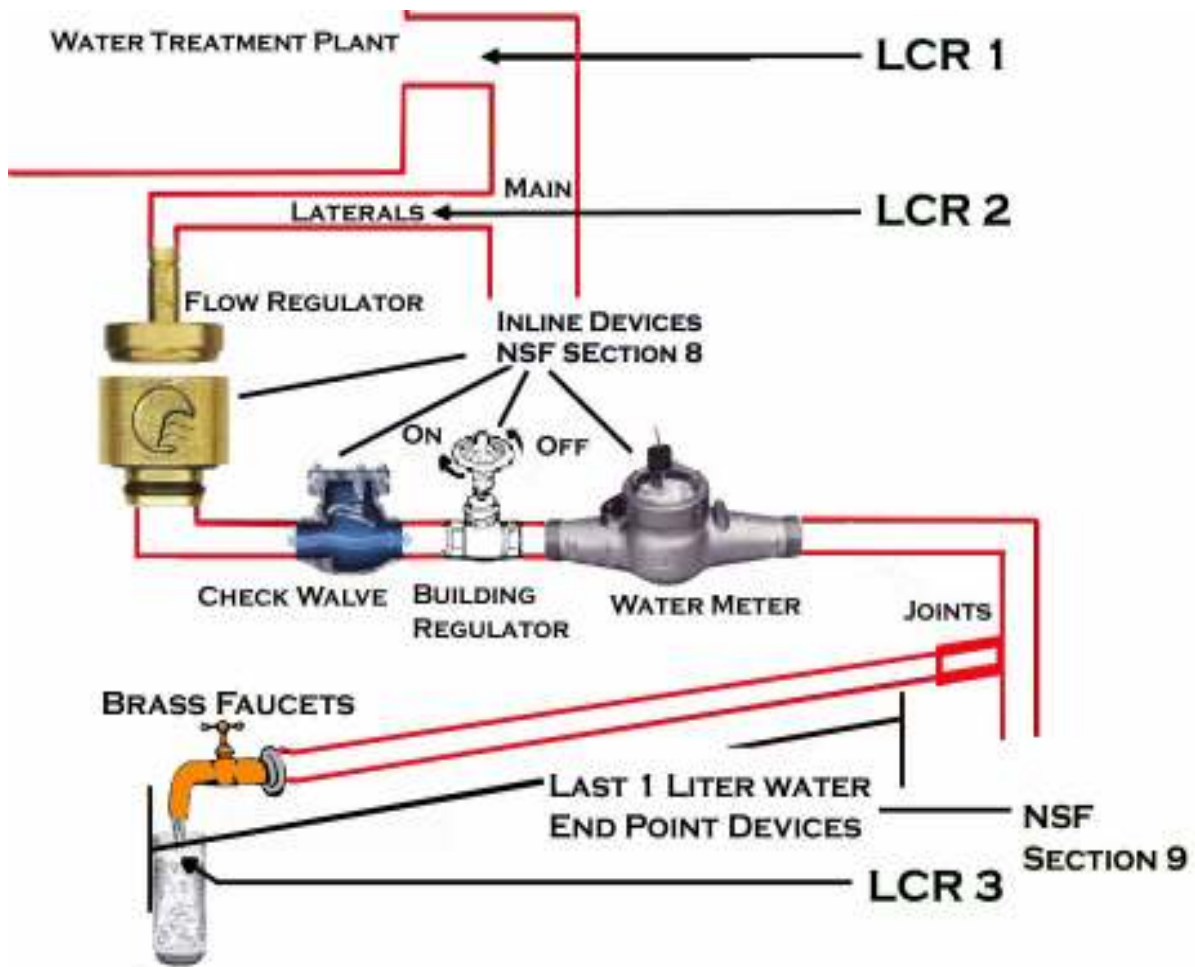 WATER TREATMENT PLANT
LCR 1
MAIN
LATERALS
LCR 2
FLOW REGULATOR
INLINE DEVICES
NSF SECTION 8
ON
OFF
CHECK WALVE
BUILDING
REGULATOR
WATER METER
JOINTS
BRASS FAUCETS
LAST 1 LITER WATER
END POINT DEVICES
NSF
SECTION 9
LCR 3